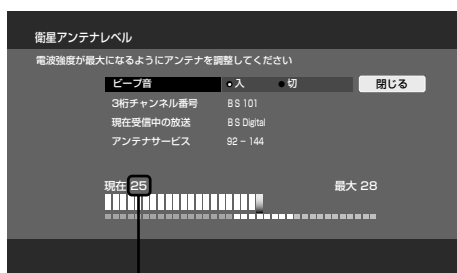 衛星アンテナレベル
電波強度が最大になるようにアンテナを調整してください
ビープ音 入 切 閉じる
3桁チャンネル番号 BS 101
現在受信中の放送 BS Digital
アンテナサービス 92 − 144
現在 25 最大 28